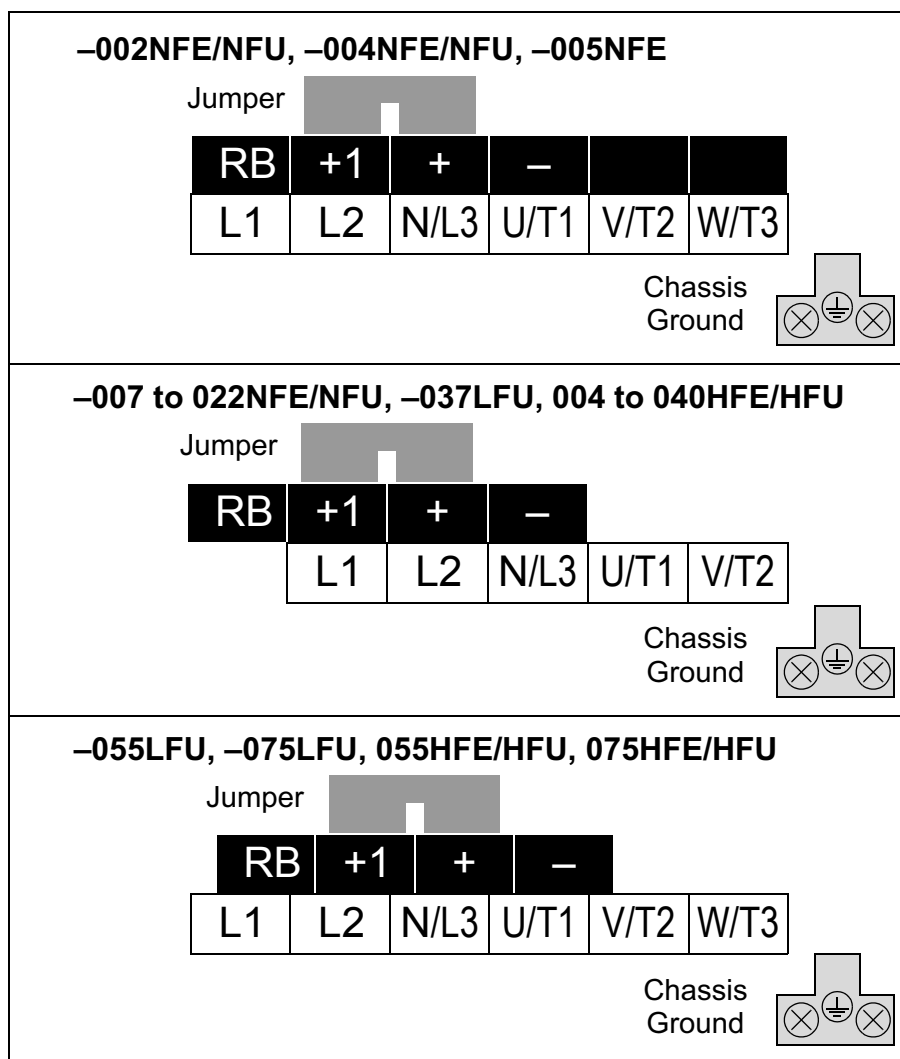 –002NFE/NFU, –004NFE/NFU, –005NFE
Jumper
RB +1 + –
L1 L2 N/L3 U/T1 V/T2 W/T3
Chassis
Ground
–007 to 022NFE/NFU, –037LFU, 004 to 040HFE/HFU
Jumper
RB +1 + –
L1 L2 N/L3 U/T1 V/T2
Chassis
Ground
–055LFU, –075LFU, 055HFE/HFU, 075HFE/HFU
Jumper
RB +1 + –
L1 L2 N/L3 U/T1 V/T2 W/T3
Chassis
Ground